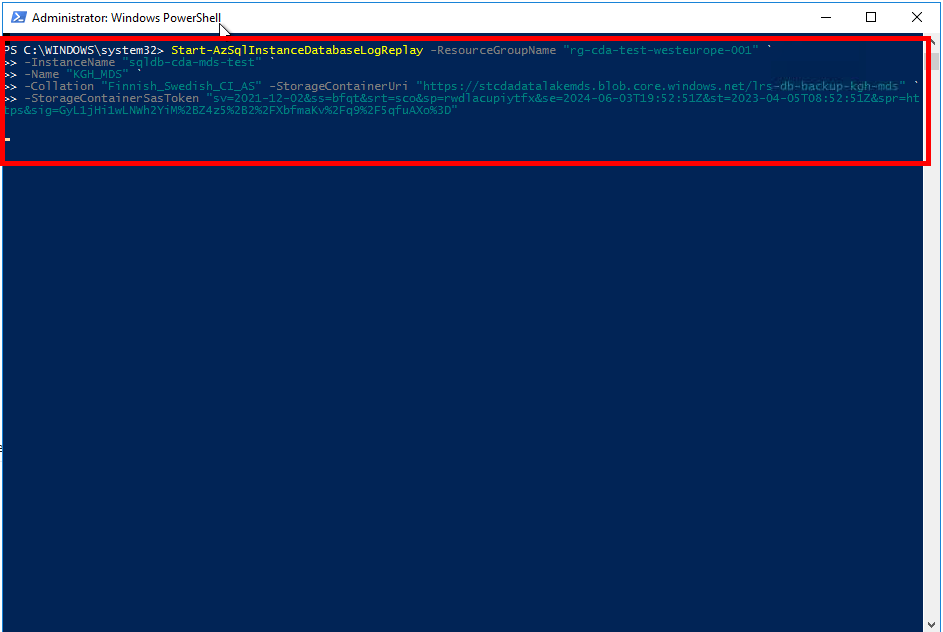 Administrator: Windows PowerShell
PS C:\WINDOWS\system32> Start-AzSqlInstanceDatabaseLogReplay -ResourceGroupName "rg-cda-test-westeurope-001" `
>> -InstanceName "sqldb-cda-mds-test" `
>> -Name "KGH_MDS" `
>> -Collation "Finnish_Swedish_CI_AS" -StorageContainerUri "https://stcdadatalakemds.blob.core.windows.net/lrs-db-backup-kgh-mds" `
>> -StorageContainerSasToken "sv=2021-12-02&ss=bfqt&srt=sco&sp=rwdlacupiytfx&se=2024-06-03T19:52:51Z&st=2023-04-05T08:52:51Z&spr=ht
tps&sig=GyL1jHi1wLNWh2YiM%2BZ4z5%2B2%2FXbfmaKv%2Fq9%2F5qfuAXo%3D"